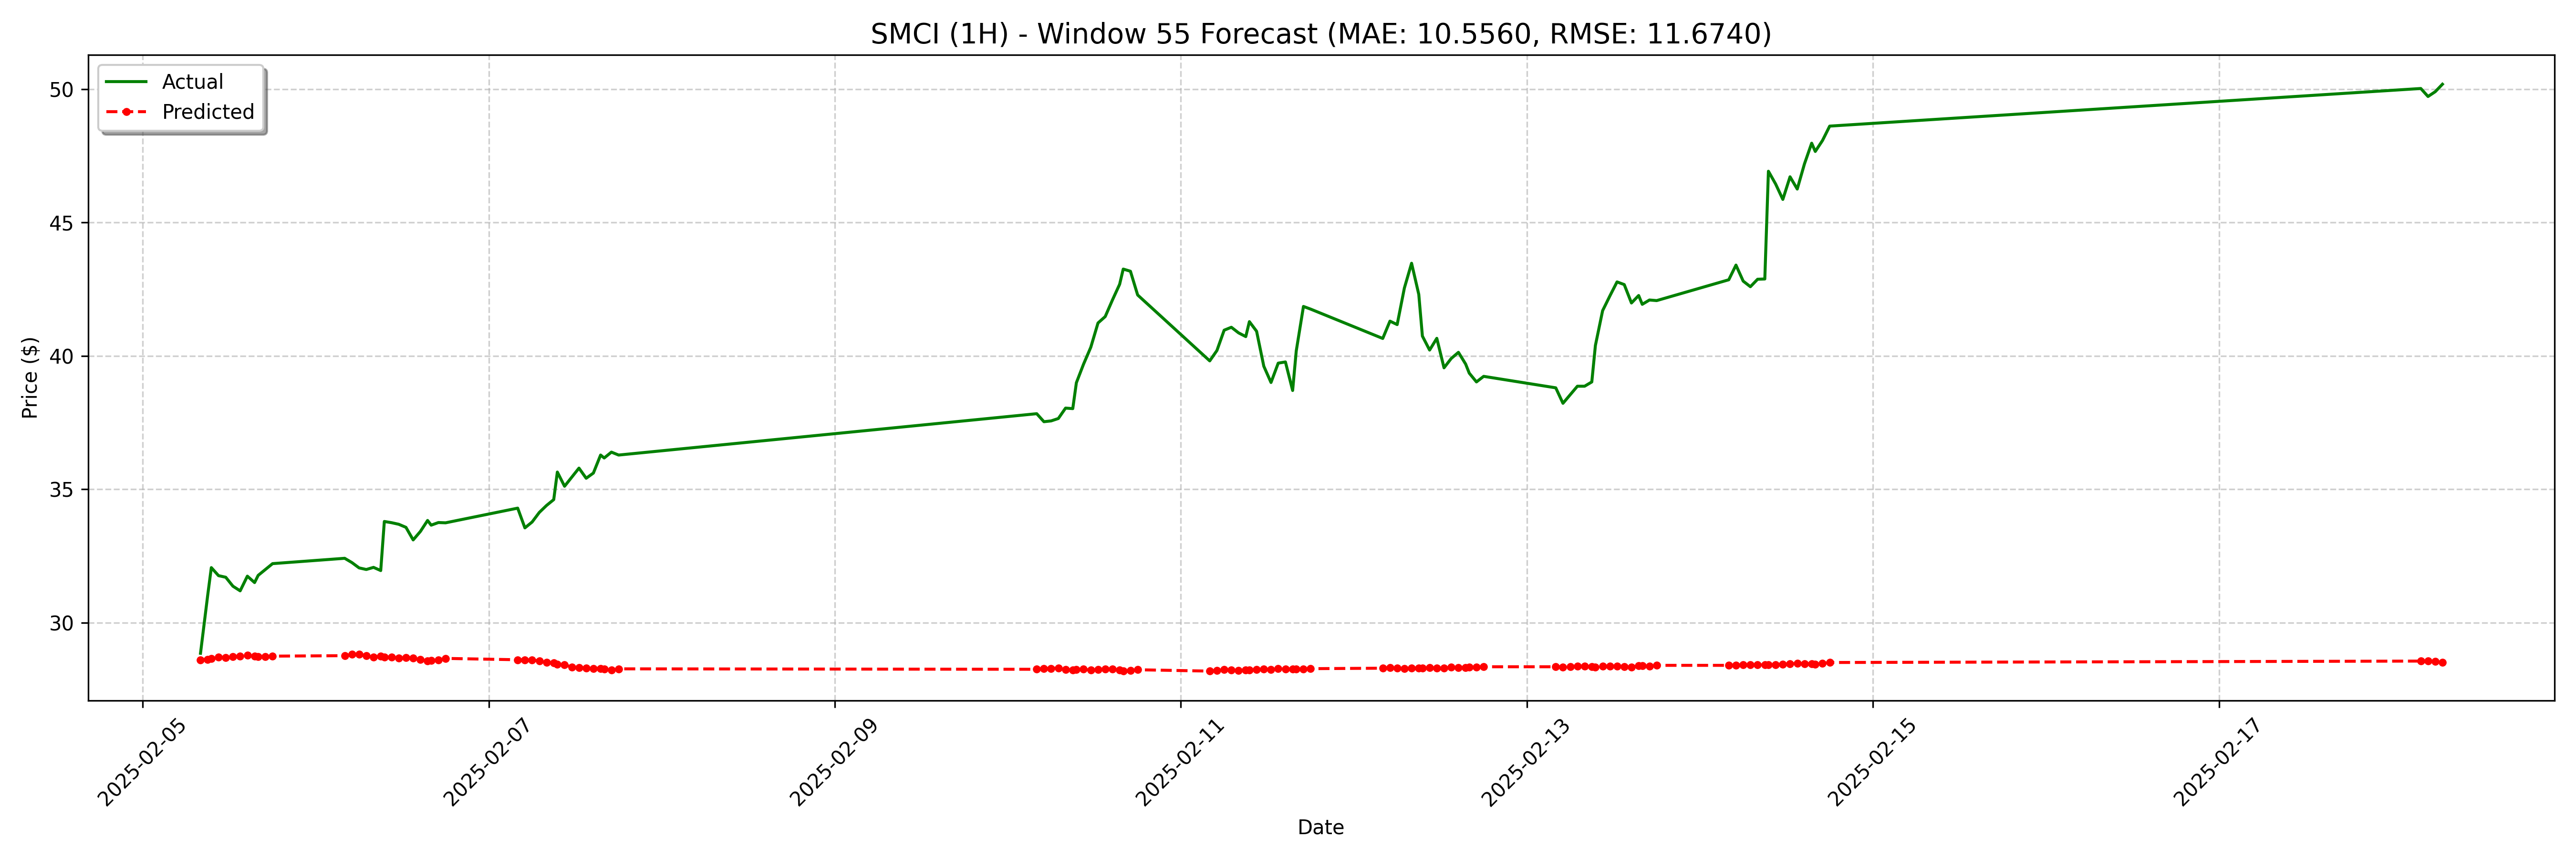 SMCI (1H) - Window 55 Forecast (MAE: 10.5560, RMSE: 11.6740)
Actual
Predicted
50
45
40
35
30
Price ($)
2025-02-05
2025-02-07
2025-02-09
2025-02-11
2025-02-13
2025-02-15
2025-02-17
Date